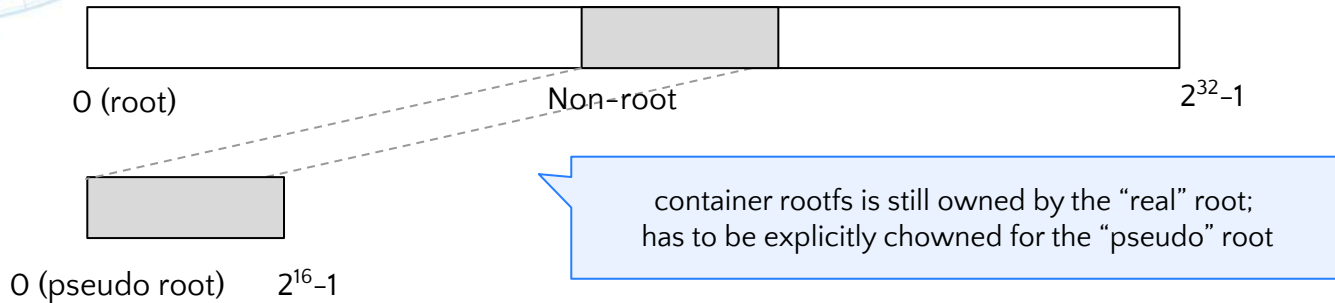 0 (root)
Non-root
2³²-1
container rootfs is still owned by the “real” root;
has to be explicitly chowned for the “pseudo” root
0 (pseudo root)
2¹⁶-1